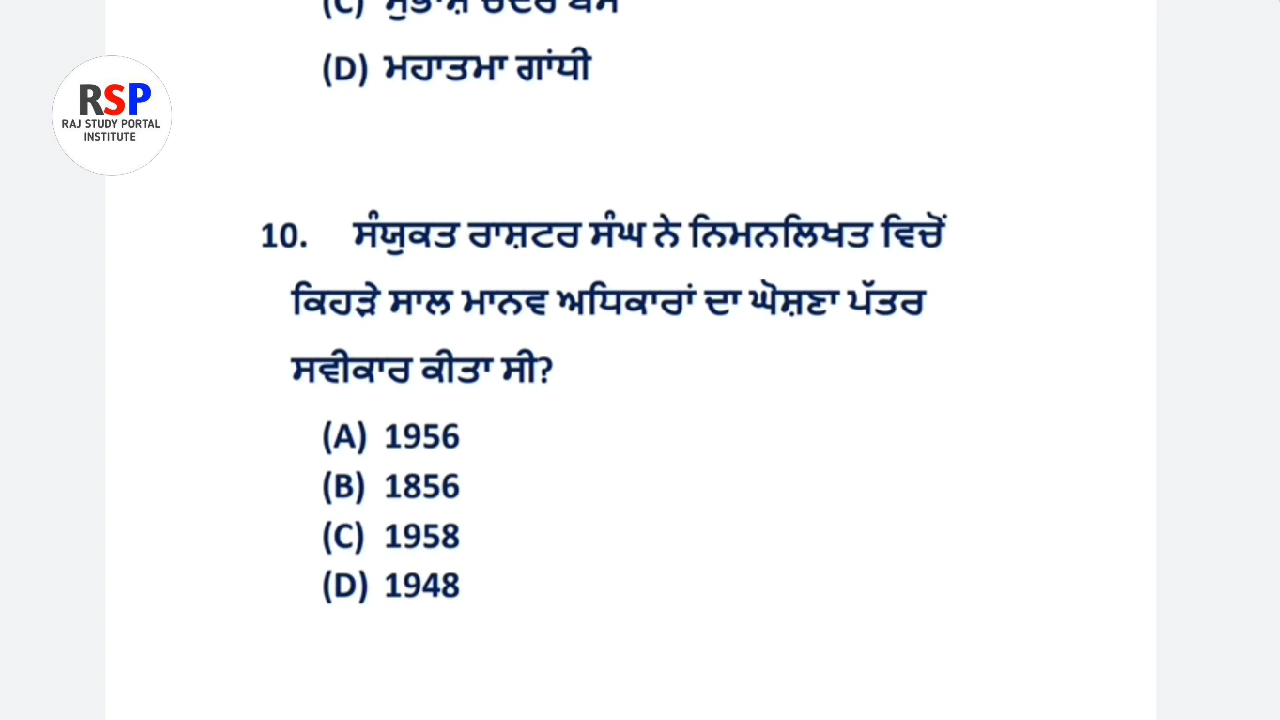 (C) ਸੁਭਾਸ਼ ਚੰਦਰ ਬੋਸ
(D) ਮਹਾਤਮਾ ਗਾਂਧੀ
RSP
RAJ STUDY PORTAL
INSTITUTE
10. ਸੰਯੁਕਤ ਰਾਸ਼ਟਰ ਸੰਘ ਨੇ ਨਿਮਨਲਿਖਤ ਵਿਚੋਂ
ਕਿਹੜੇ ਸਾਲ ਮਾਨਵ ਅਧਿਕਾਰਾਂ ਦਾ ਘੋਸ਼ਣਾ ਪੱਤਰ
ਸਵੀਕਾਰ ਕੀਤਾ ਸੀ?
(A) 1956
(B) 1856
(C) 1958
(D) 1948